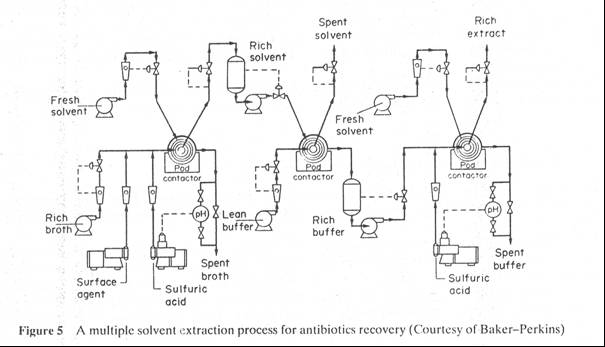 Spent
solvent
Rich
extract
Rich
solvent
Fresh
solvent
Fresh
solvent
Pod
contactor
Pod
contactor
Pod
contactor
Rich
broth
pH
Lean
buffer
Rich
buffer
pH
Surface
agent
Sulfuric
acid
Spent
broth
Sulfuric
acid
Spent
buffer
Figure 5 A multiple solvent extraction process for antibiotics recovery (Courtesy of Baker–Perkins)